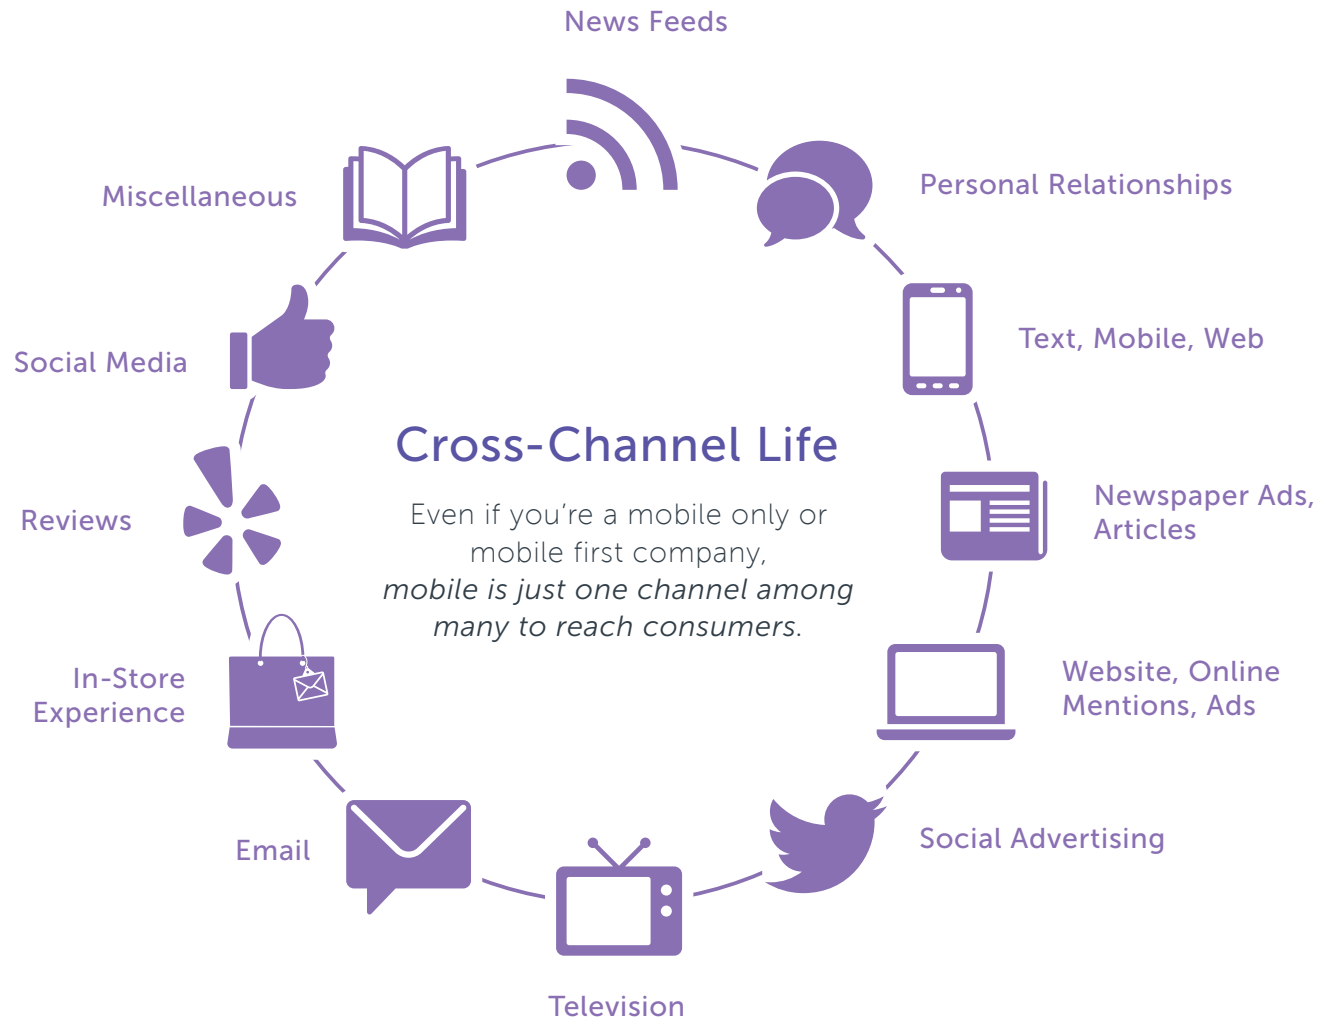 News Feeds
Personal Relationships
Miscellaneous
Text, Mobile, Web
Social Media
Cross-Channel Life
Even if you're a mobile only or
mobile first company,
mobile is just one channel among
many to reach consumers.
Newspaper Ads,
Articles
Reviews
In-Store
Experience
Website, Online
Mentions, Ads
Email
Social Advertising
Television